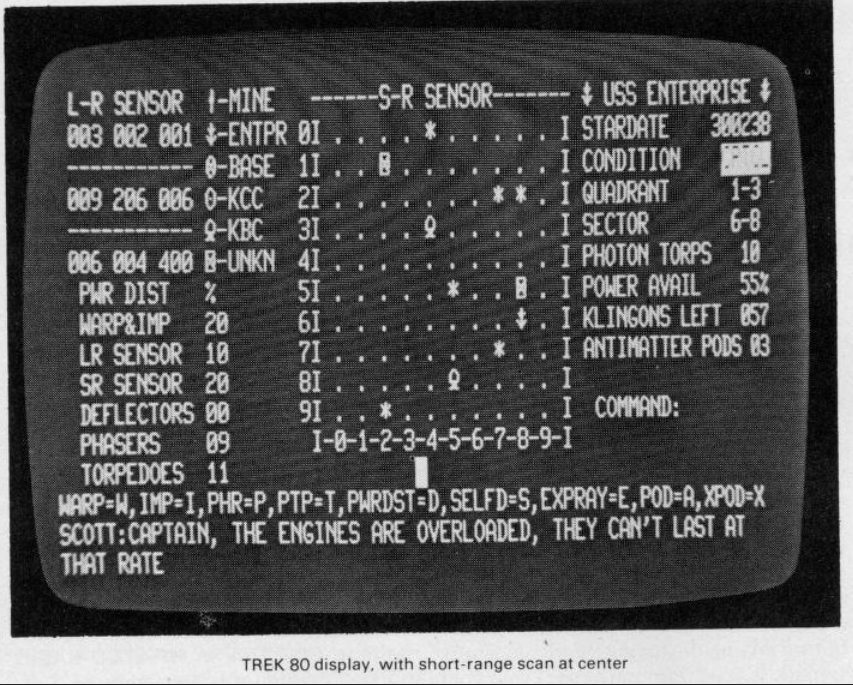 L-R SENSOR !-MINE ------S-R SENSOR------- ⚵ USS ENTERPRISE ⚵
003 002 001 ⚵-ENTPR 0I . . . . * . . . . . I STARDATE 300238
----------- 0-BASE 1I . . 8 . . . . . . . I CONDITION
009 206 006 0-KCC 2I . . . . . . . * * . I QUADRANT 1-3
----------- ♀-KBC 3I . . . . ♀ . . . . . I SECTOR 6-8
006 004 400 8-UNKN 4I . . . . . . . . . . I PHOTON TORPS 10
PWR DIST % 5I . . . . . * . . 8 . I POWER AVAIL 55%
WARP&IMP 20 6I . . . . . . . . ⚵ . I KLINGONS LEFT 057
LR SENSOR 10 7I . . . . . . . * . . I ANTIMATTER PODS 03
SR SENSOR 20 8I . . . . . ♀ . . . . I
DEFLECTORS 00 9I . . * . . . . . . . I COMMAND:
PHASERS 09 I-0-1-2-3-4-5-6-7-8-9-I
TORPEDOES 11
WARP=W,IMP=I,PHR=P,PTP=T,PWRDST=D,SELFD=S,EXPRAY=E,POD=A,XPOD=X
SCOTT:CAPTAIN, THE ENGINES ARE OVERLOADED, THEY CAN'T LAST AT
THAT RATE
TREK 80 display, with short-range scan at center